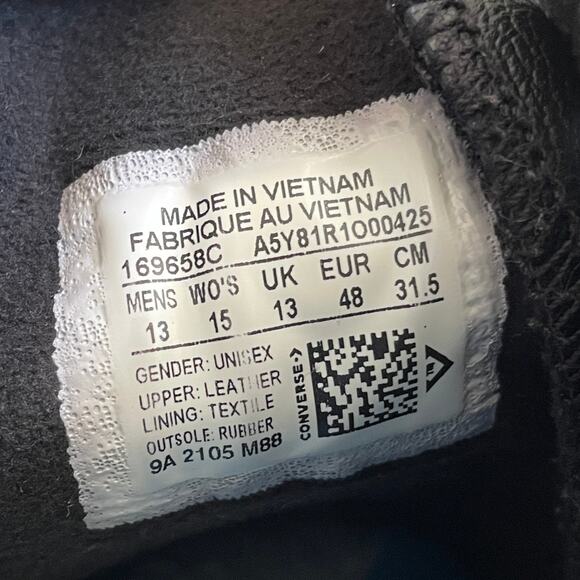 MADE IN VIETNAM
FABRIQUE AU VIETNAM
169658C A5Y81R1O00425
MENS WO'S UK EUR CM
13 15 13 48 31.5
GENDER: UNISEX
UPPER: LEATHER
LINING: TEXTILE
OUTSOLE: RUBBER
9A 2105 M88
CONVERSE>